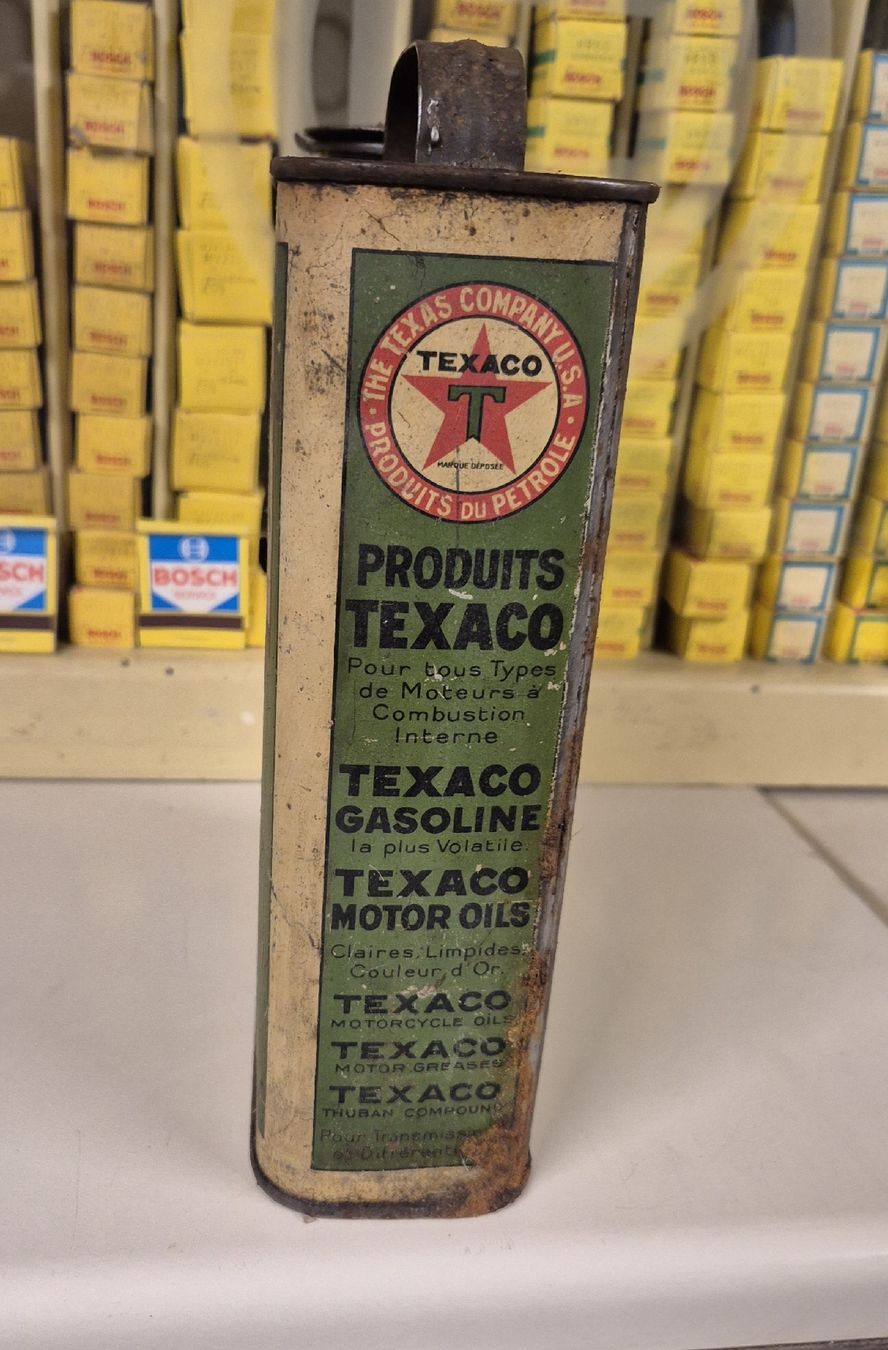 THE TEXAS COMPANY U.S.A
TEXACO
T
MARQUE DÉPOSÉE
PRODUITS DU PETROLE
PRODUITS
TEXACO
Pour tous Types
de Moteurs à
Combustion
Interne
TEXACO
GASOLINE
la plus Volatile.
TEXACO
MOTOR OILS
Claires, Limpides,
Couleur d'Or.
TEXACO
MOTORCYCLE OILS
TEXACO
MOTOR GREASES
TEXACO
THUBAN COMPOUND
Pour
BOSCH
SERVICE